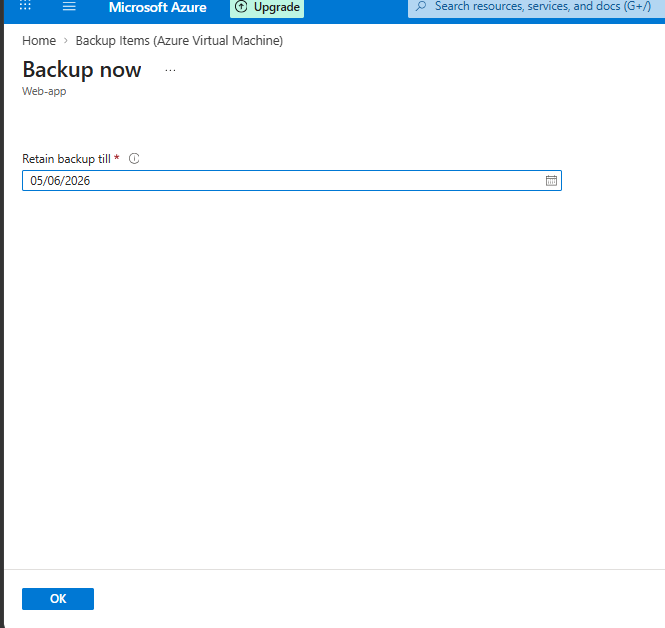 Microsoft Azure
Upgrade
Search resources, services, and docs (G+/)
Home > Backup Items (Azure Virtual Machine)
Backup now ...
Web-app
Retain backup till *
05/06/2026
OK